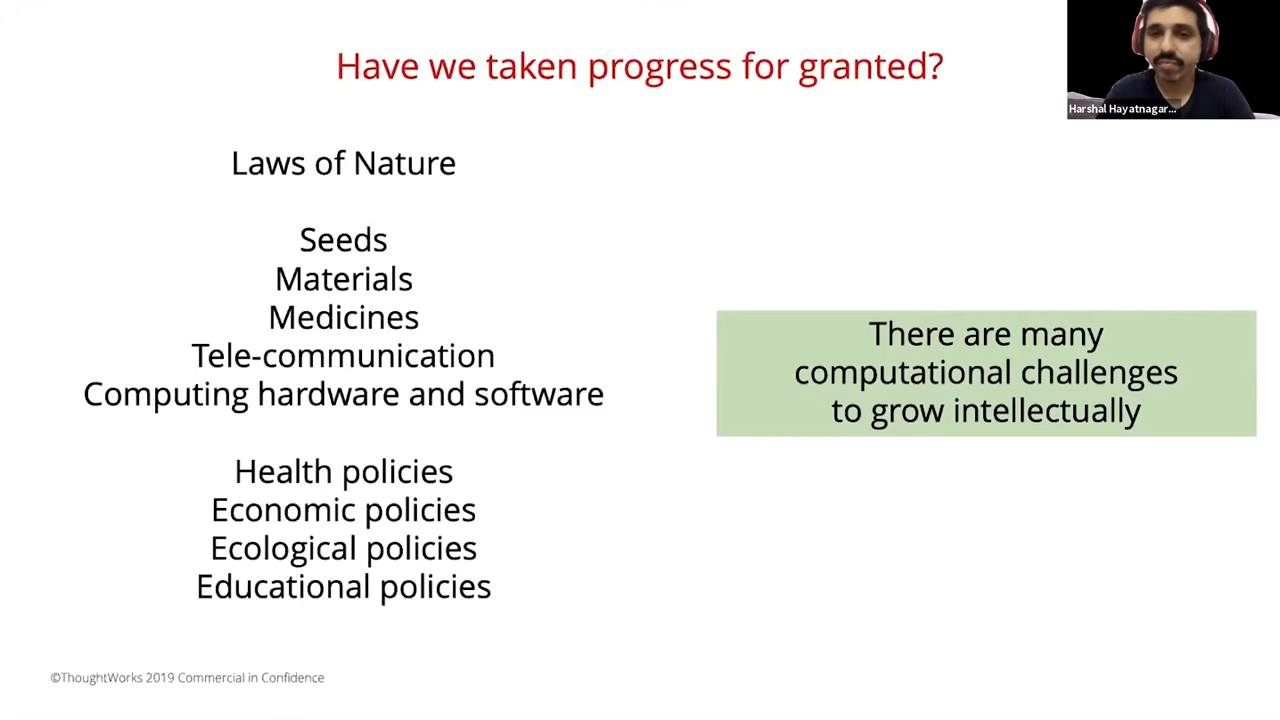 Have we taken progress for granted?
Harshal Hayatnagar...
Laws of Nature
Seeds
Materials
Medicines
Tele-communication
Computing hardware and software
Health policies
Economic policies
Ecological policies
Educational policies
There are many
computational challenges
to grow intellectually
©ThoughtWorks 2019 Commercial in Confidence